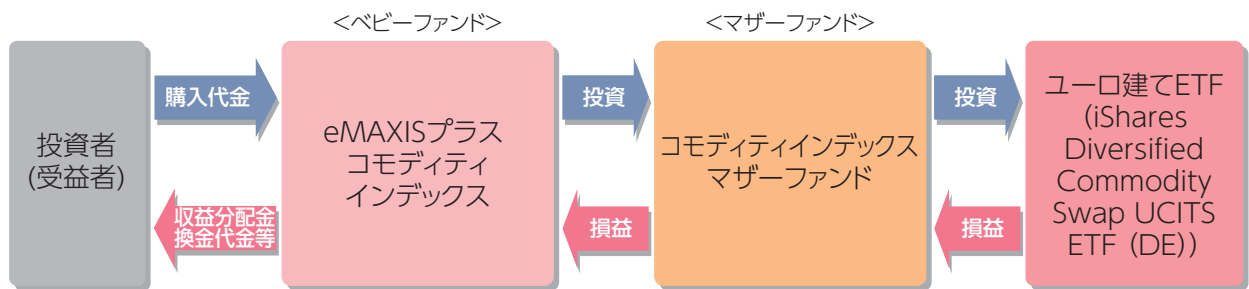 <ベビーファンド>
<マザーファンド>
投資者
(受益者)
購入代金
収益分配金
換金代金等
eMAXISプラス
コモディティ
インデックス
投資
損益
コモディティインデックス
マザーファンド
投資
損益
ユーロ建てETF
(iShares
Diversified
Commodity
Swap UCITS
ETF (DE))